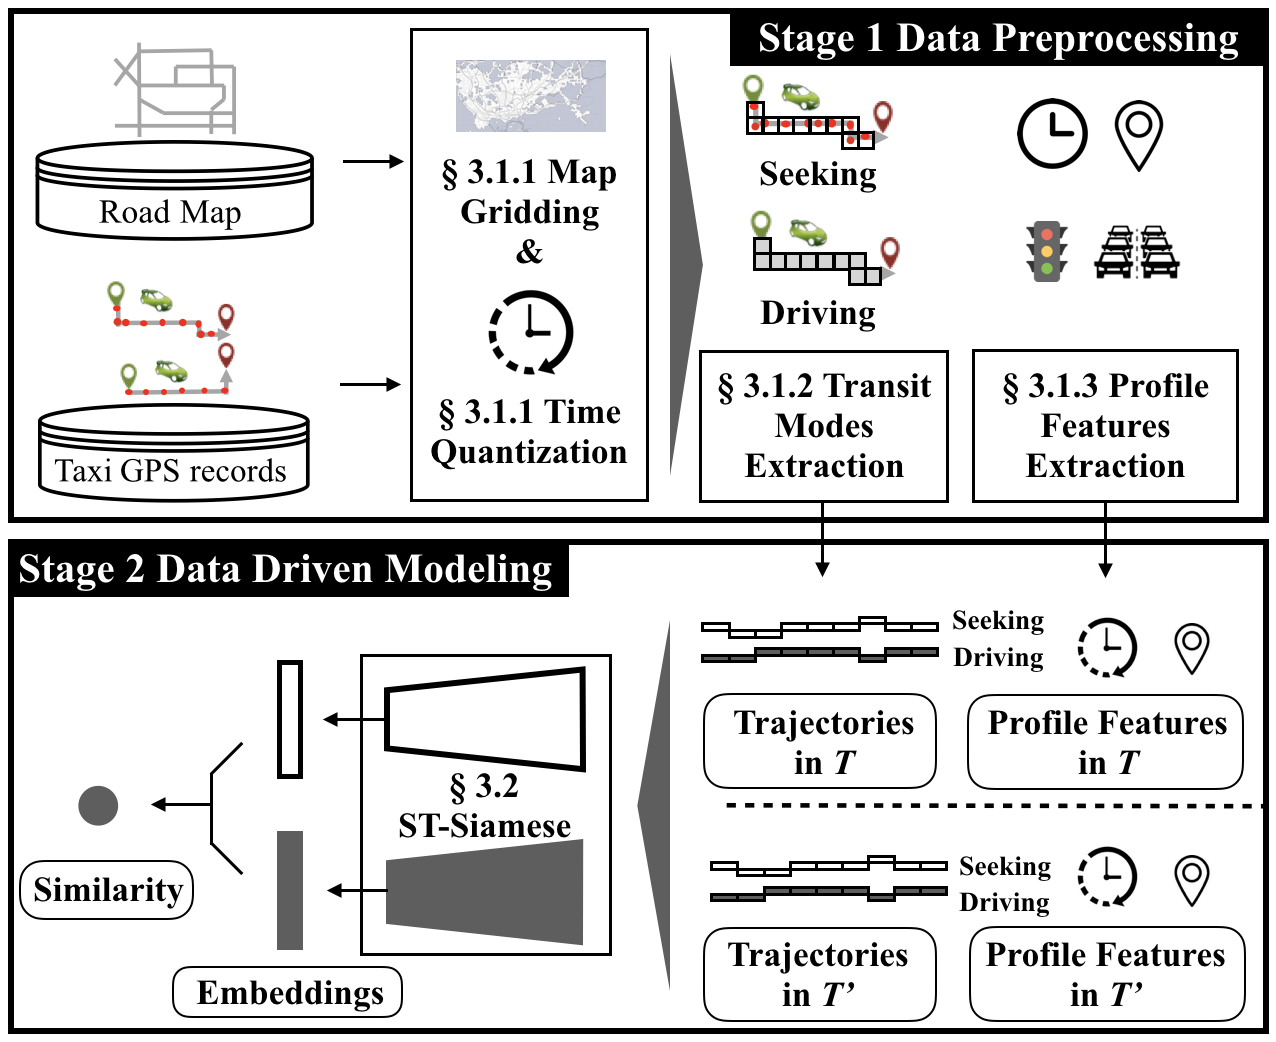 Stage 1 Data Preprocessing
Road Map
Taxi GPS records
§ 3.1.1 Map
Gridding
&
§ 3.1.1 Time
Quantization
Seeking
Driving
§ 3.1.2 Transit
Modes
Extraction
§ 3.1.3 Profile
Features
Extraction
Stage 2 Data Driven Modeling
Seeking
Driving
Trajectories
in T
Profile Features
in T
Seeking
Driving
Trajectories
in T’
Profile Features
in T’
§ 3.2
ST-Siamese
Embeddings
Similarity